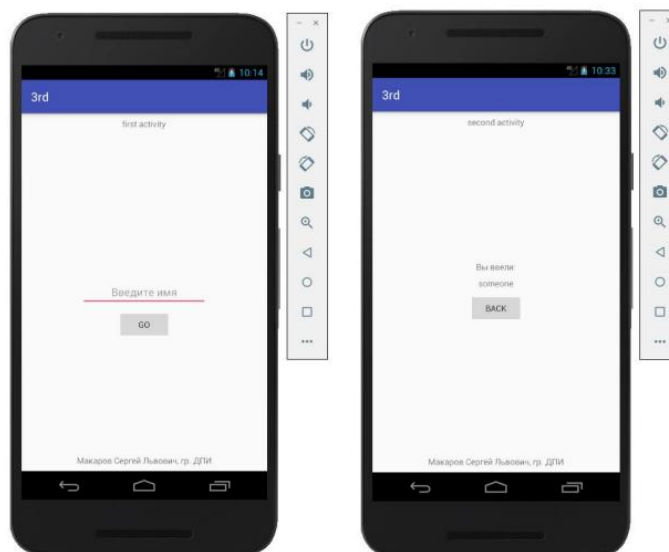 10:14
3rd
first activity
Введите имя
GO
Макаров Сергей Львович, гр. ДПИ
10:33
3rd
second activity
Вы ввели:
someone
BACK
Макаров Сергей Львович, гр. ДПИ